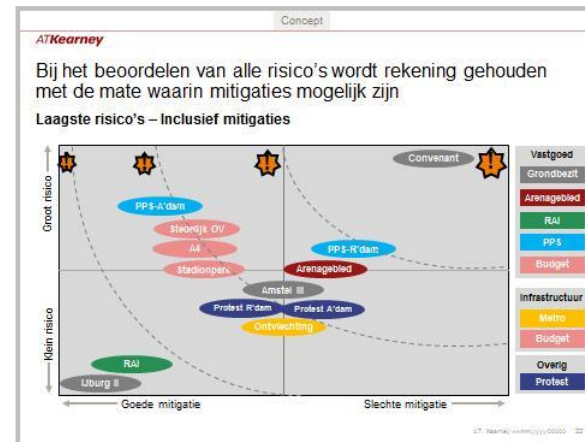 Concept
ATKearney
Bij het beoordelen van alle risico's wordt rekening gehouden
met de mate waarin mitigaties mogelijk zijn
Laagste risico's – Inclusief mitigaties
Groot risico
Klein risico
Convenant
PPS-A'dam
Stedelijk OV
A4
Stadionpark
PPS-R'dam
Arenagebied
Amstel III
Protest R'dam
Protest A'dam
Ontvlechting
RAI
IJburg II
Goede mitigatie
Slechte mitigatie
Vastgoed
Grondbezit
Arenagebied
RAI
PPS
Budget
Infrastructuur
Metro
Budget
Overig
Protest